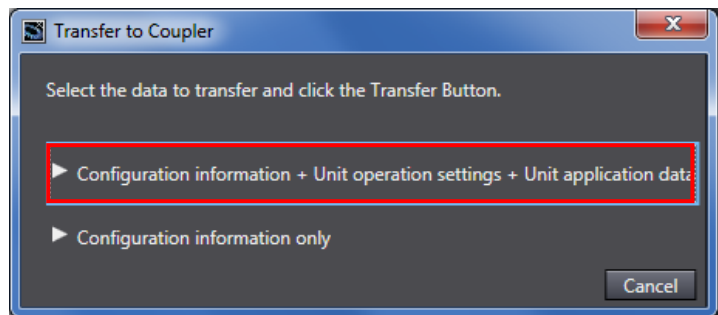 Transfer to Coupler
Select the data to transfer and click the Transfer Button.
Configuration information + Unit operation settings + Unit application data
Configuration information only
Cancel